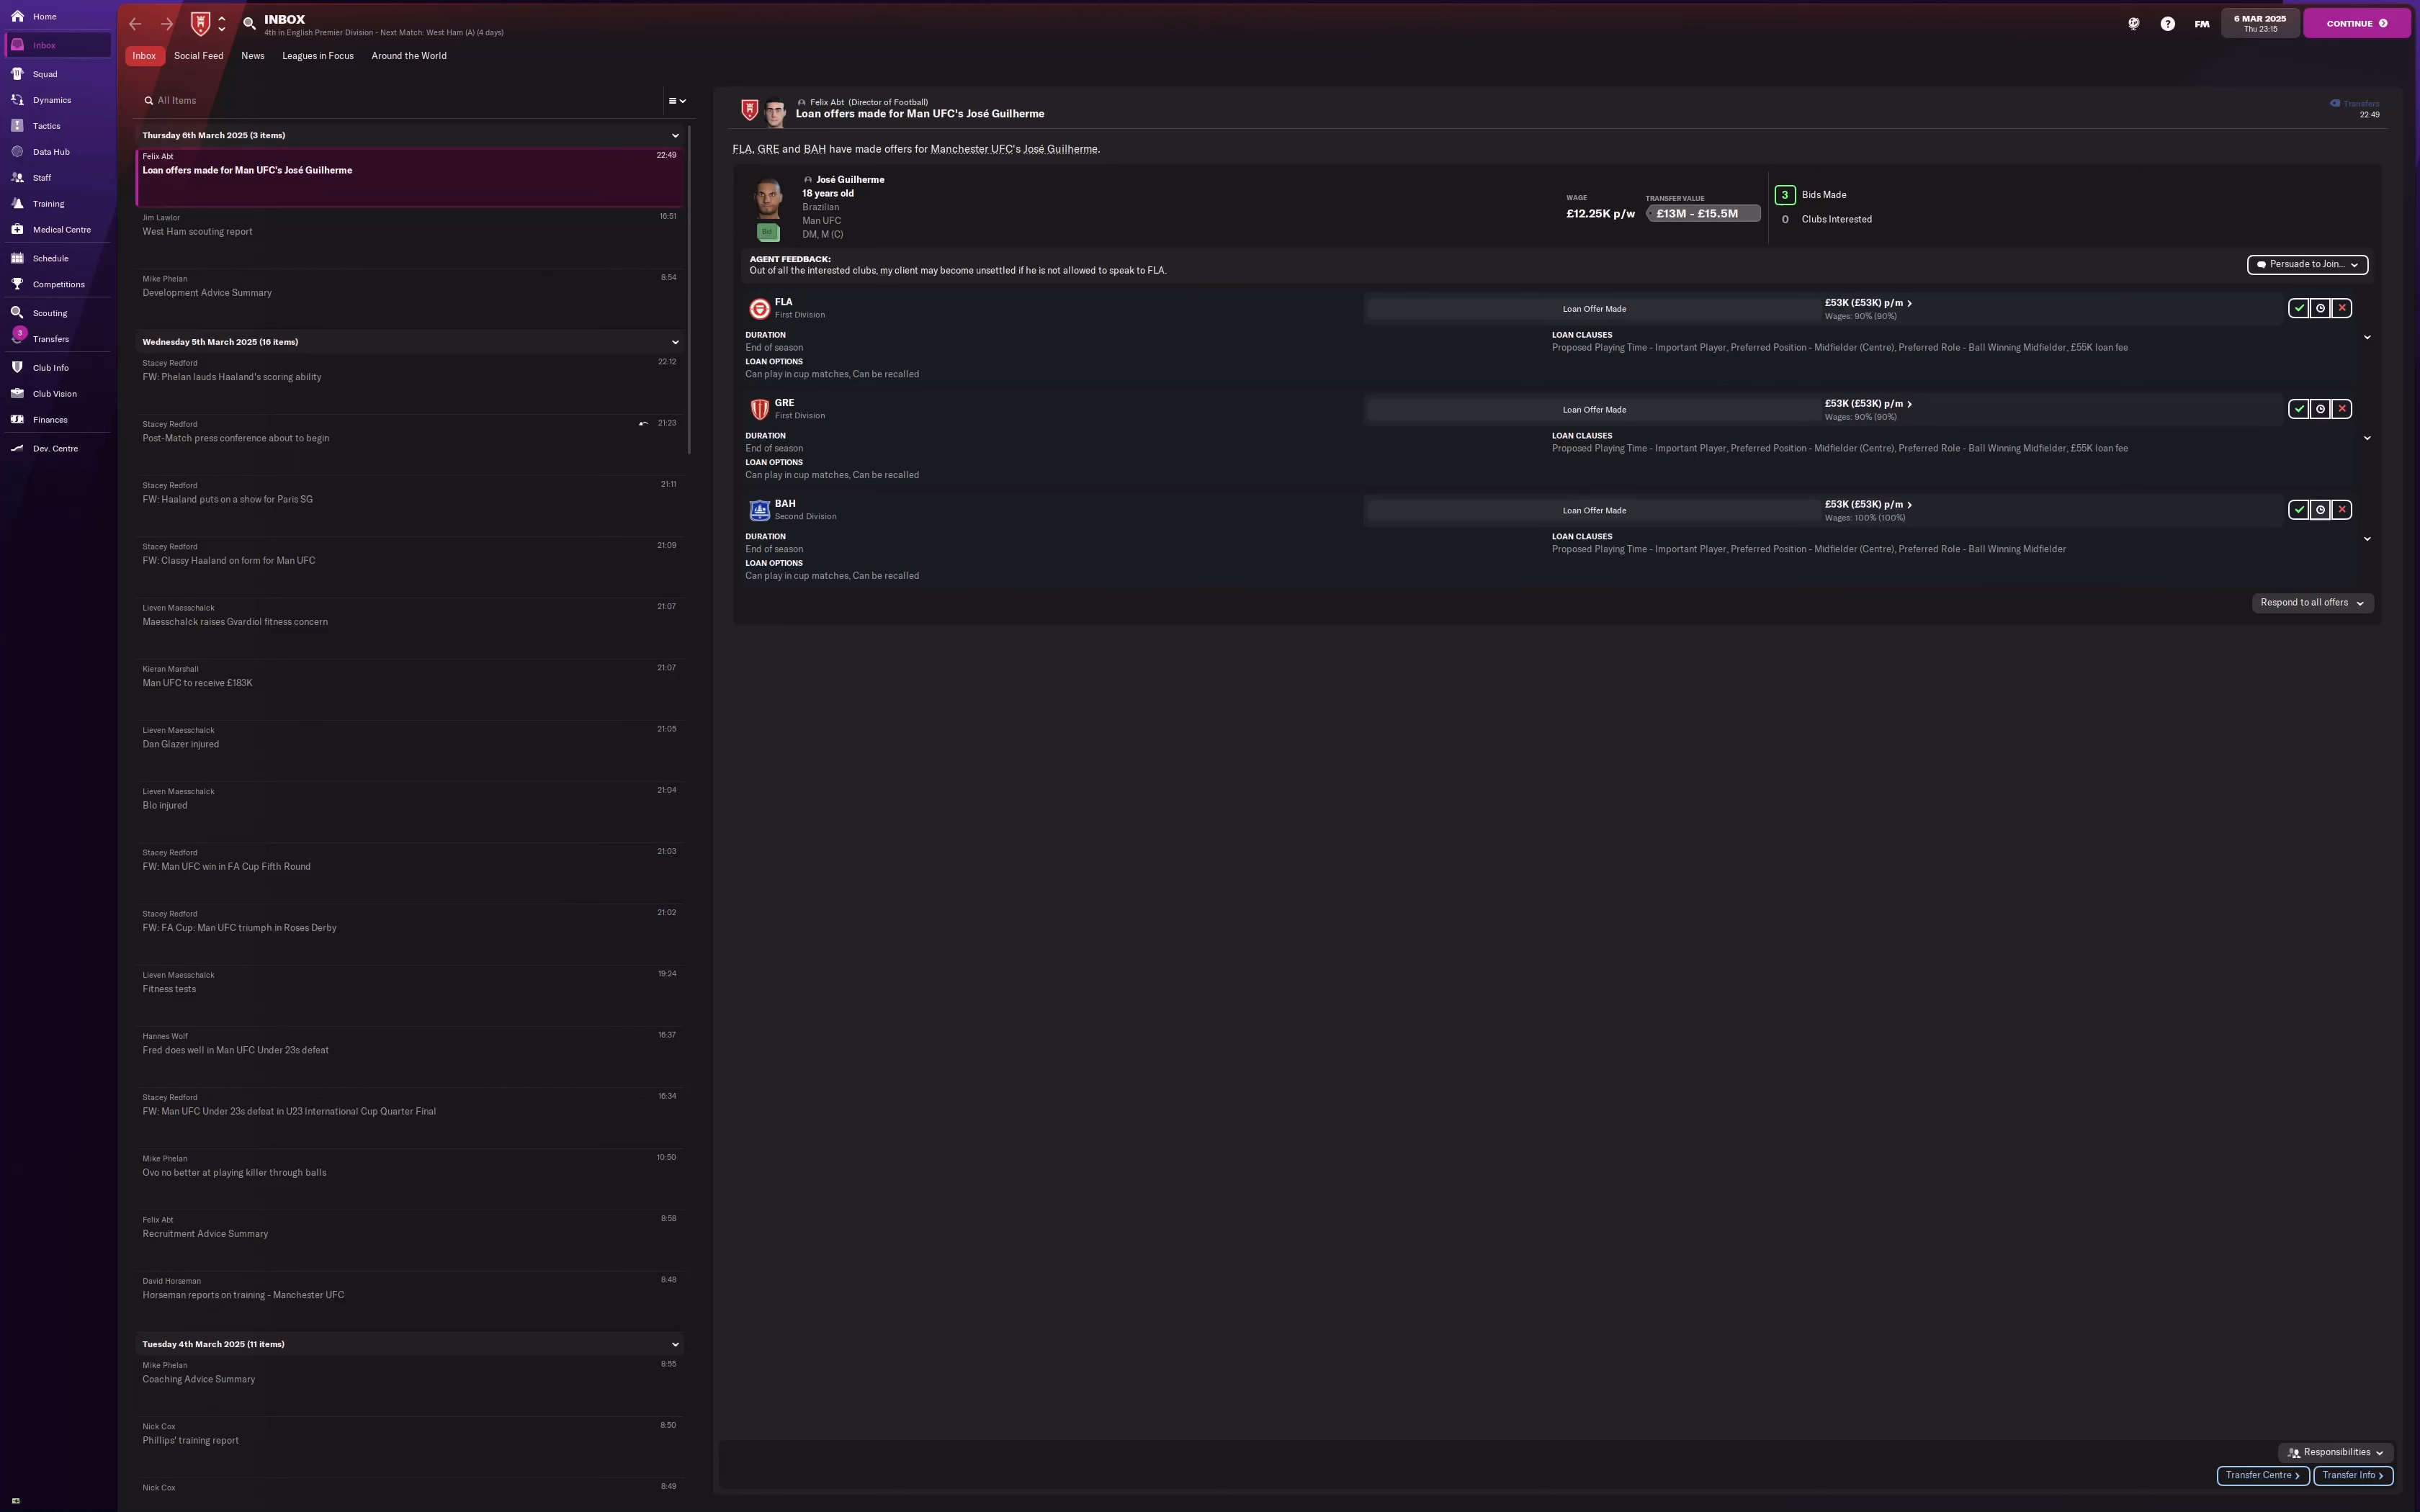 Home
Inbox
Squad
Dynamics
Tactics
Data Hub
Staff
Training
Medical Centre
Schedule
Competitions
Scouting
3
Transfers
Club Info
Club Vision
Finances
Dev. Centre
INBOX
4th in English Premier Division - Next Match: West Ham (A) (4 days)
FM
6 MAR 2025
Thu 23:15
CONTINUE
Inbox
Social Feed
News
Leagues in Focus
Around the World
All Items
Thursday 6th March 2025 (3 items)
Felix Abt 22:49
Loan offers made for Man UFC's José Guilherme
Jim Lawlor 16:51
West Ham scouting report
Mike Phelan 8:54
Development Advice Summary
Wednesday 5th March 2025 (16 items)
Stacey Redford 22:12
FW: Phelan lauds Haaland's scoring ability
Stacey Redford 21:23
Post-Match press conference about to begin
Stacey Redford 21:11
FW: Haaland puts on a show for Paris SG
Stacey Redford 21:09
FW: Classy Haaland on form for Man UFC
Lieven Maesschalck 21:07
Maesschalck raises Gvardiol fitness concern
Kieran Marshall 21:07
Man UFC to receive £183K
Lieven Maesschalck 21:05
Dan Glazer injured
Lieven Maesschalck 21:04
Blo injured
Stacey Redford 21:03
FW: Man UFC win in FA Cup Fifth Round
Stacey Redford 21:02
FW: FA Cup: Man UFC triumph in Roses Derby
Lieven Maesschalck 19:24
Fitness tests
Hannes Wolf 16:37
Fred does well in Man UFC Under 23s defeat
Stacey Redford 16:34
FW: Man UFC Under 23s defeat in U23 International Cup Quarter Final
Mike Phelan 10:50
Ovo no better at playing killer through balls
Felix Abt 8:58
Recruitment Advice Summary
David Horseman 8:48
Horseman reports on training - Manchester UFC
Tuesday 4th March 2025 (11 items)
Mike Phelan 8:55
Coaching Advice Summary
Nick Cox 8:50
Phillips' training report
Nick Cox 8:49
Felix Abt (Director of Football)
Loan offers made for Man UFC's José Guilherme
Transfers
22:49
FLA, GRE and BAH have made offers for Manchester UFC's José Guilherme.
José Guilherme
18 years old
Brazilian
Man UFC
DM, M (C)
Bid
WAGE
£12.25K p/w
TRANSFER VALUE
£13M - £15.5M
3 Bids Made
0 Clubs Interested
AGENT FEEDBACK:
Out of all the interested clubs, my client may become unsettled if he is not allowed to speak to FLA.
Persuade to Join...
FLA
First Division
Loan Offer Made
£53K (£53K) p/m
Wages: 90% (90%)
DURATION
End of season
LOAN OPTIONS
Can play in cup matches, Can be recalled
LOAN CLAUSES
Proposed Playing Time - Important Player, Preferred Position - Midfielder (Centre), Preferred Role - Ball Winning Midfielder, £55K loan fee
GRE
First Division
Loan Offer Made
£53K (£53K) p/m
Wages: 90% (90%)
DURATION
End of season
LOAN OPTIONS
Can play in cup matches, Can be recalled
LOAN CLAUSES
Proposed Playing Time - Important Player, Preferred Position - Midfielder (Centre), Preferred Role - Ball Winning Midfielder, £55K loan fee
BAH
Second Division
Loan Offer Made
£53K (£53K) p/m
Wages: 100% (100%)
DURATION
End of season
LOAN OPTIONS
Can play in cup matches, Can be recalled
LOAN CLAUSES
Proposed Playing Time - Important Player, Preferred Position - Midfielder (Centre), Preferred Role - Ball Winning Midfielder
Respond to all offers
Responsibilities
Transfer Centre
Transfer Info